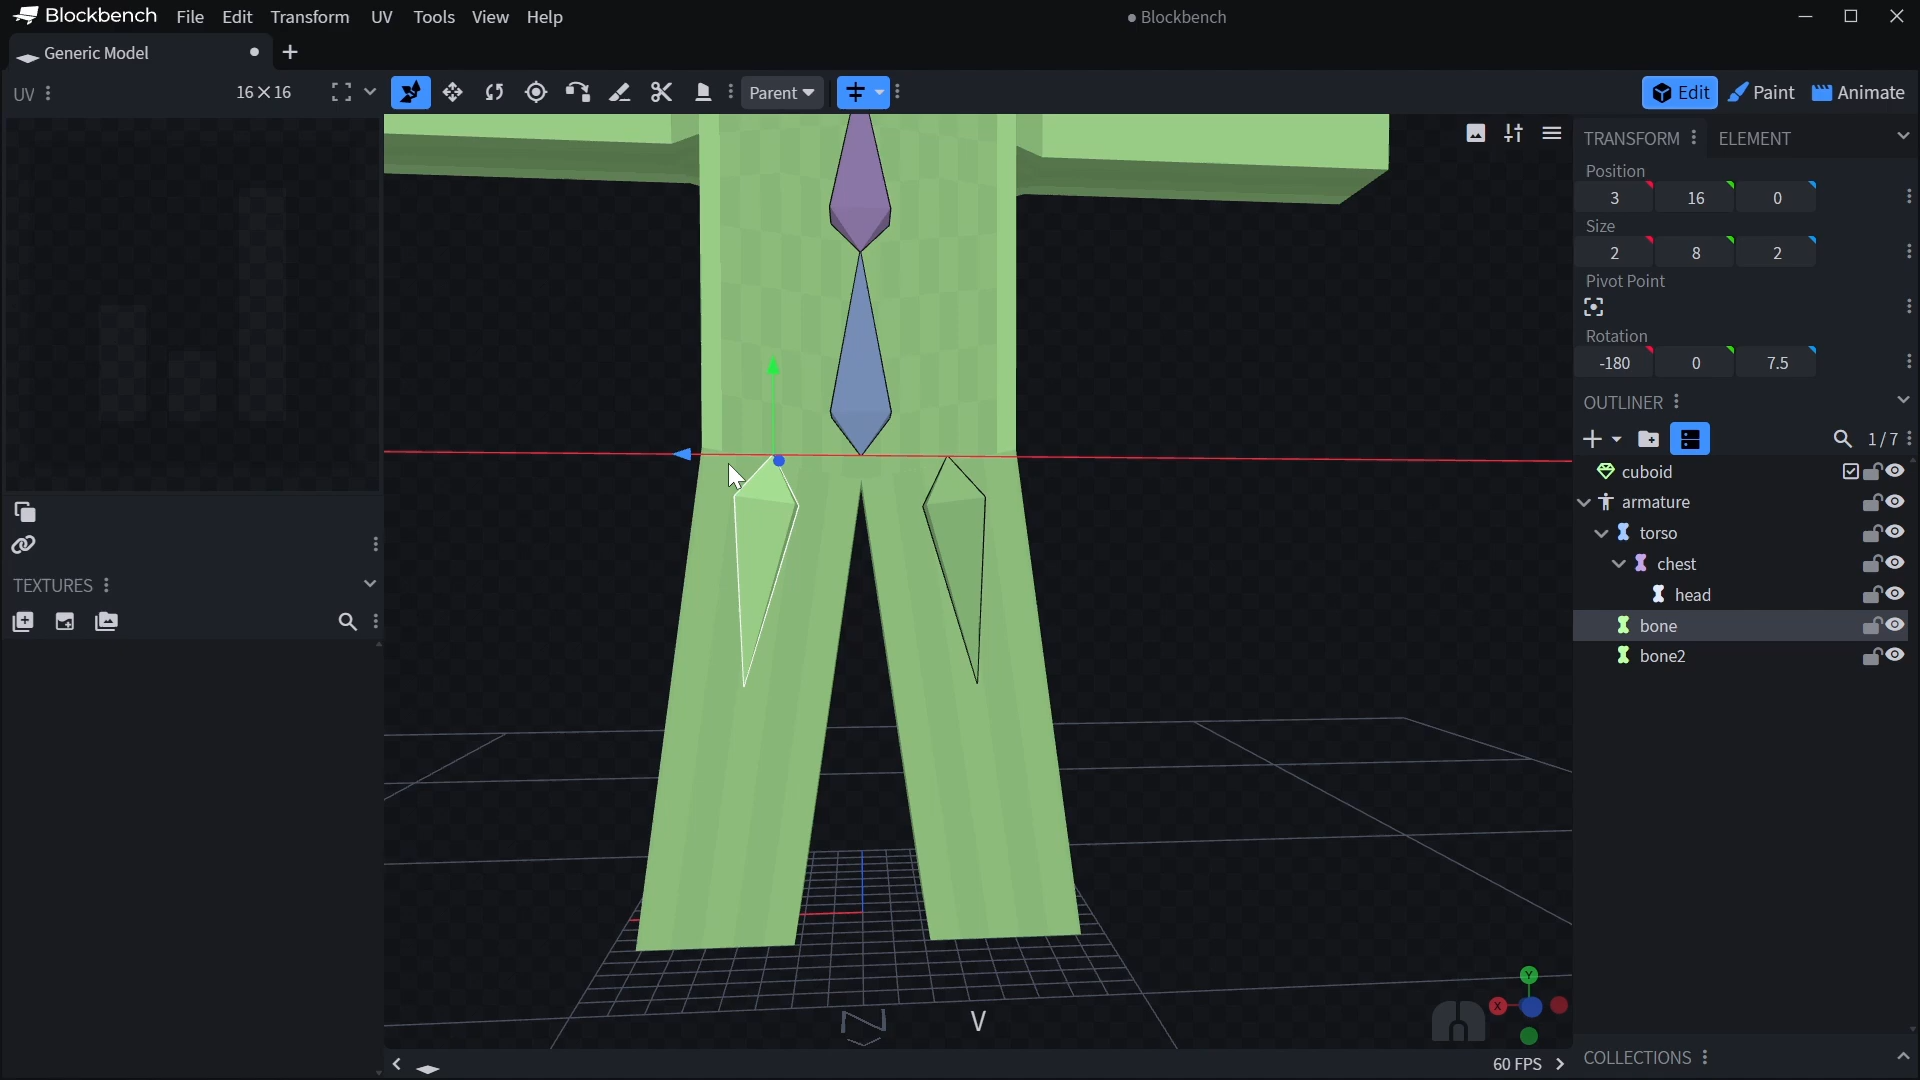 Blockbench File Edit Transform UV Tools View Help
● Blockbench
Generic Model
UV
16×16
Parent
Edit
Paint
Animate
TRANSFORM
ELEMENT
Position
3 16 0
Size
2 8 2
Pivot Point
Rotation
-180 0 7.5
OUTLINER
1/7
cuboid
armature
torso
chest
head
bone
bone2
TEXTURES
N
V
Y
X
60 FPS
COLLECTIONS